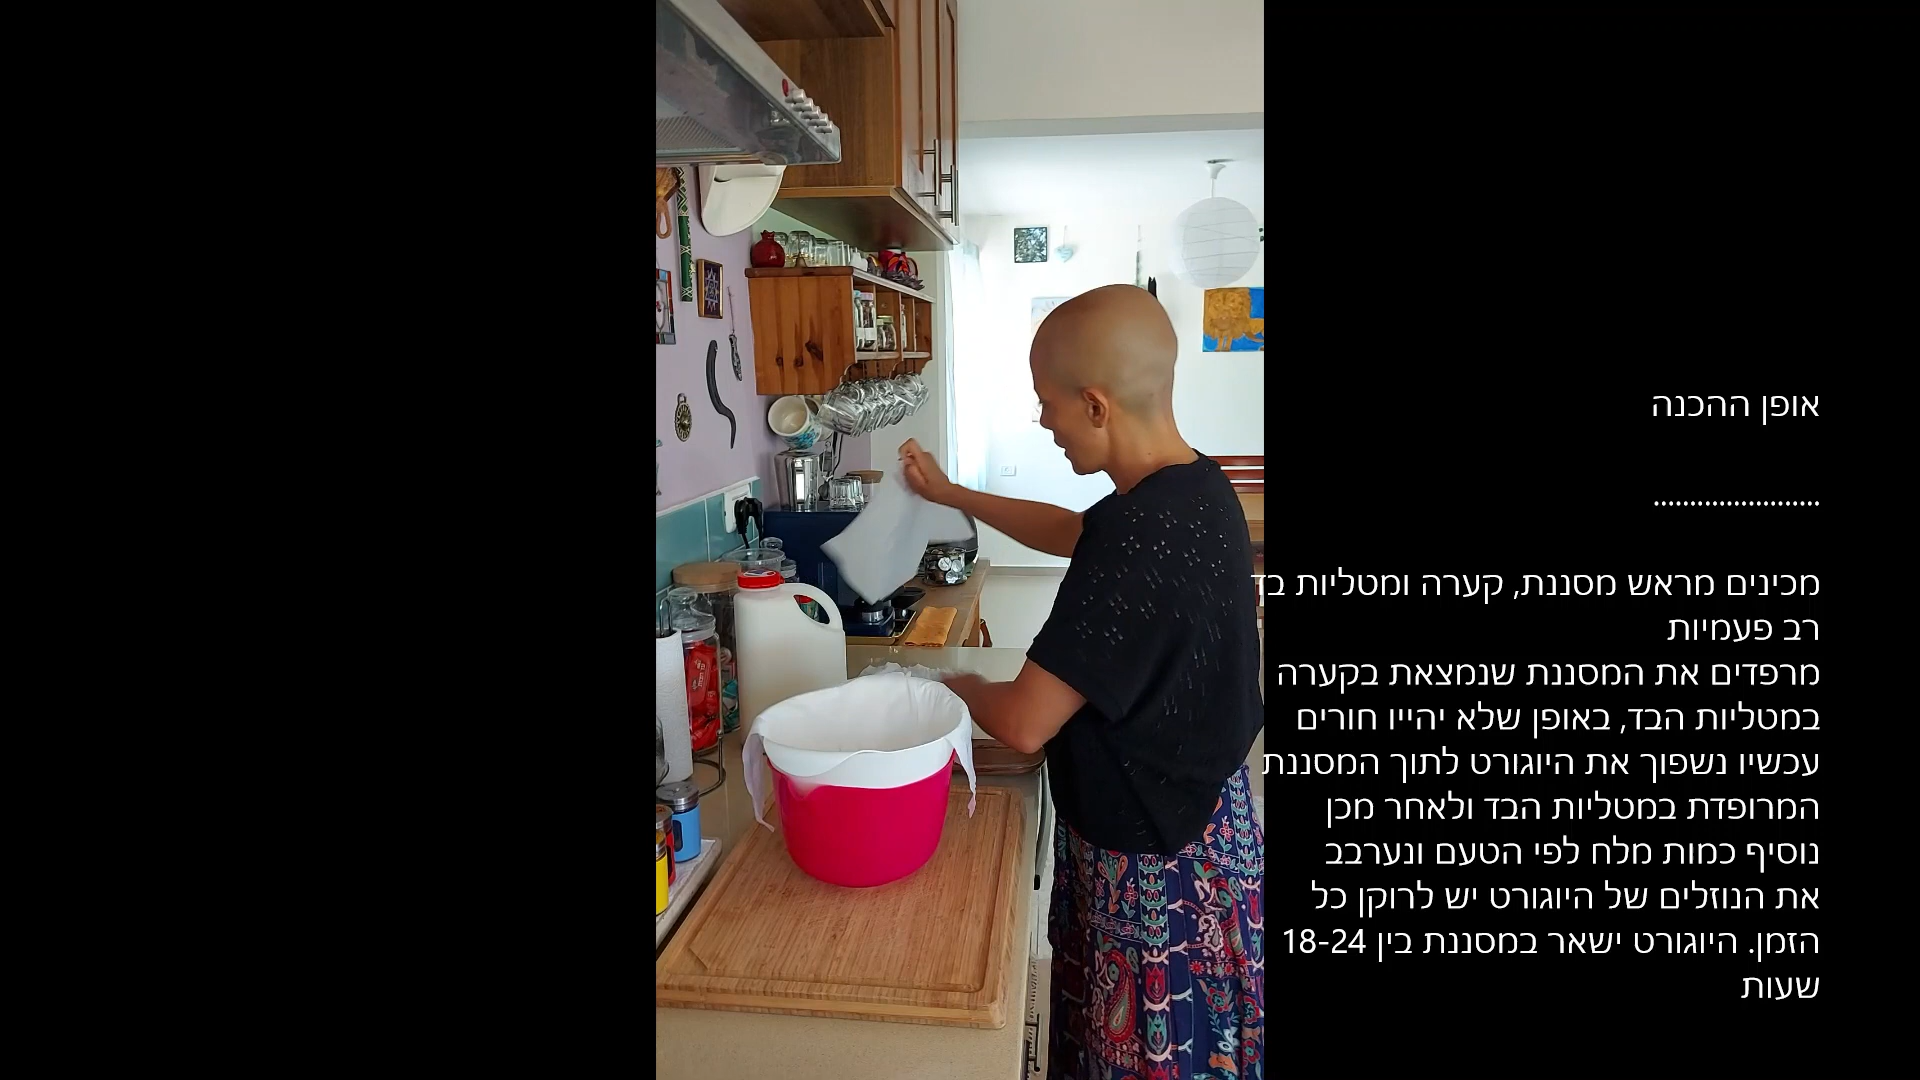 אופן ההכנה
.......................
מכינים מראש מסננת, קערה ומטליות בד
רב פעמיות
מרפדים את המסננת שנמצאת בקערה
במטליות הבד, באופן שלא יהייו חורים
עכשיו נשפוך את היוגורט לתוך המסננת
המרופדת במטליות הבד ולאחר מכן
נוסיף כמות מלח לפי הטעם ונערבב
את הנוזלים של היוגורט יש לרוקן כל
הזמן. היוגורט ישאר במסננת בין 18-24
שעות